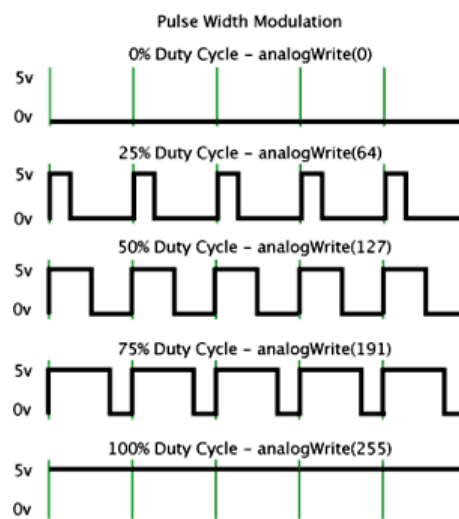 Pulse Width Modulation
0% Duty Cycle – analogWrite(0)
5v
0v
25% Duty Cycle – analogWrite(64)
5v
0v
50% Duty Cycle – analogWrite(127)
5v
0v
75% Duty Cycle – analogWrite(191)
5v
0v
100% Duty Cycle – analogWrite(255)
5v
0v